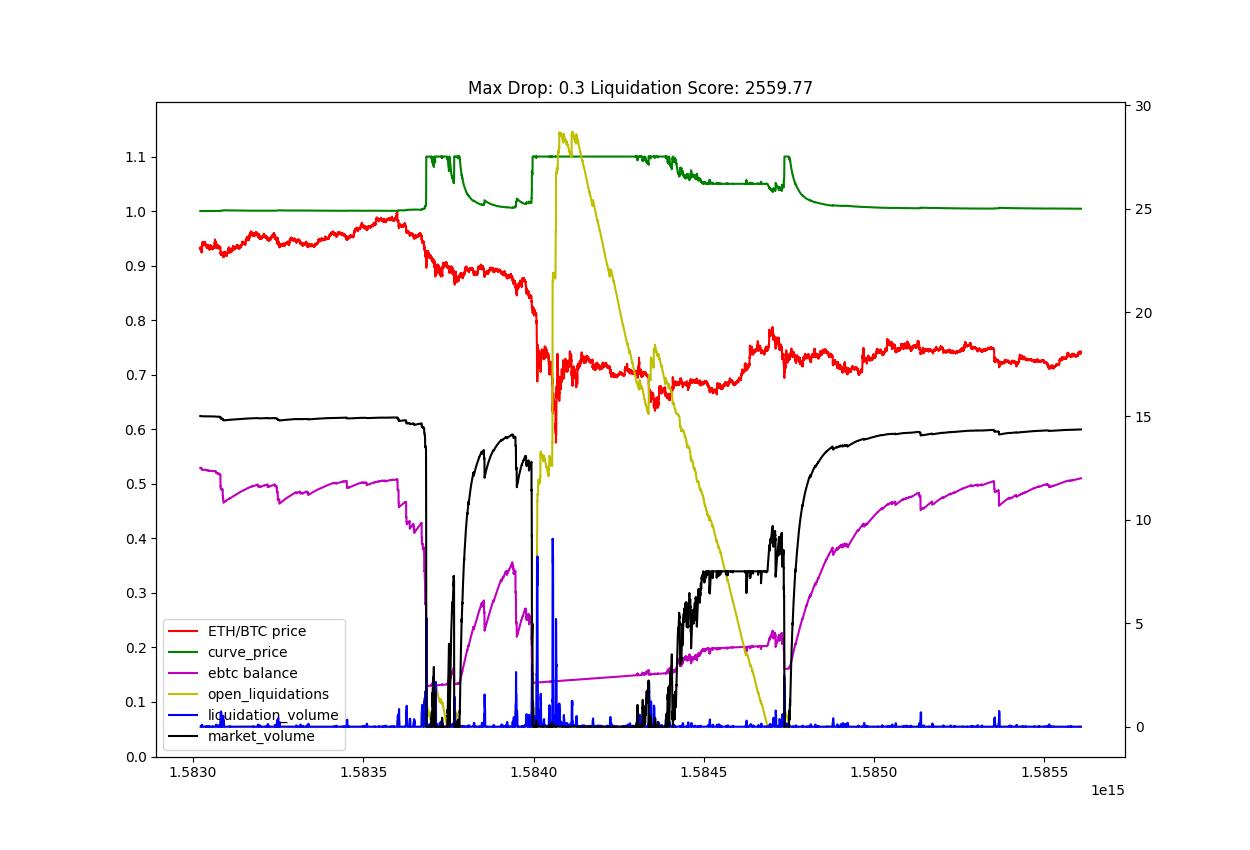 Max Drop: 0.3 Liquidation Score: 2559.77
1.1
1.0
0.9
0.8
0.7
0.6
0.5
0.4
0.3
0.2
0.1
0.0
30
25
20
15
10
5
0
ETH/BTC price
curve_price
ebtc balance
open_liquidations
liquidation_volume
market_volume
1.5830 1.5835 1.5840 1.5845 1.5850 1.5855
1e15